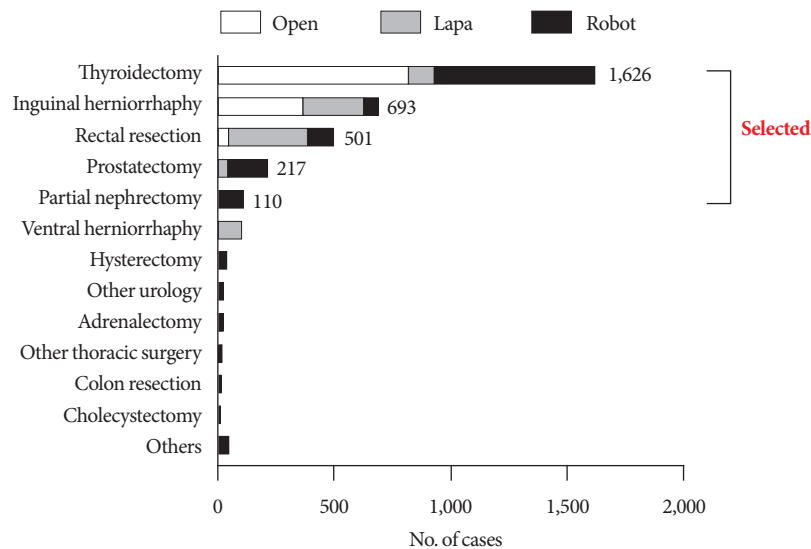 Open Lapa Robot
Thyroidectomy 1,626
Inguinal herniorrhaphy 693
Rectal resection 501
Selected
Prostatectomy 217
Partial nephrectomy 110
Ventral herniorrhaphy
Hysterectomy
Other urology
Adrenalectomy
Other thoracic surgery
Colon resection
Cholecystectomy
Others
0 500 1,000 1,500 2,000
No. of cases